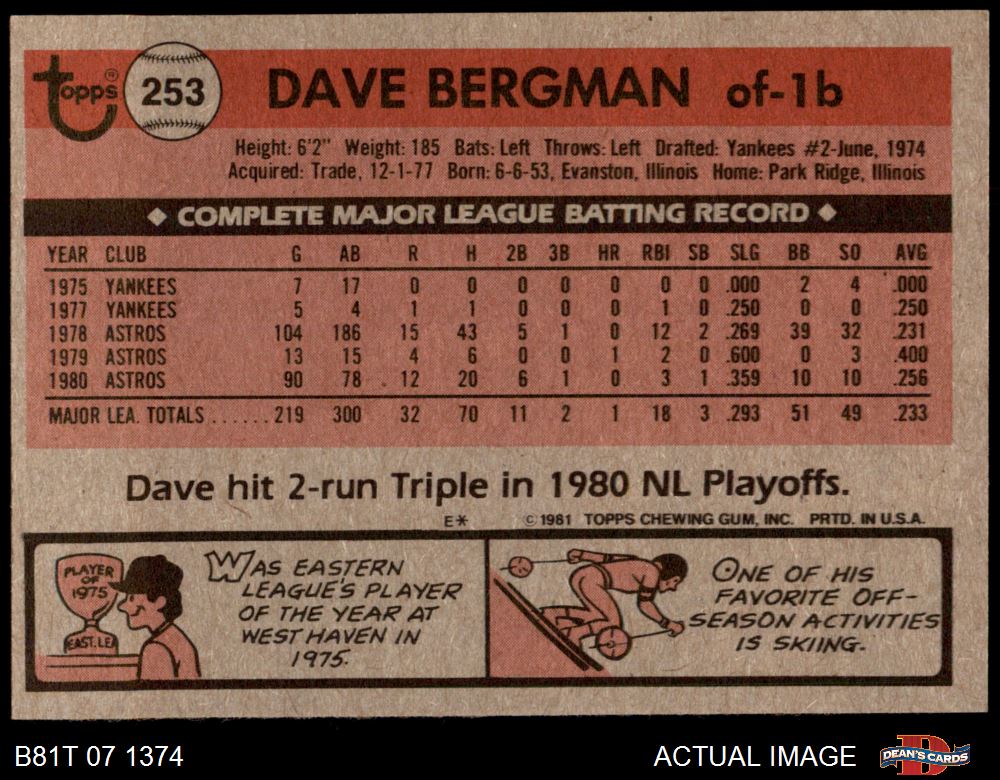 topps® 253 DAVE BERGMAN of-1b
Height: 6'2" Weight: 185 Bats: Left Throws: Left Drafted: Yankees #2-June, 1974
Acquired: Trade, 12-1-77 Born: 6-6-53, Evanston, Illinois Home: Park Ridge, Illinois
◆ COMPLETE MAJOR LEAGUE BATTING RECORD ◆
YEAR CLUB G AB R H 2B 3B HR RBI SB SLG BB SO AVG
1975 YANKEES 7 17 0 0 0 0 0 0 0 .000 2 4 .000
1977 YANKEES 5 4 1 1 0 0 0 1 0 .250 0 0 .250
1978 ASTROS 104 186 15 43 5 1 0 12 2 .269 39 32 .231
1979 ASTROS 13 15 4 6 0 0 1 2 0 .600 0 3 .400
1980 ASTROS 90 78 12 20 6 1 0 3 1 .359 10 10 .256
MAJOR LEA. TOTALS ...... 219 300 32 70 11 2 1 18 3 .293 51 49 .233
Dave hit 2-run Triple in 1980 NL Playoffs.
E* © 1981 TOPPS CHEWING GUM, INC. PRTD. IN U.S.A.
PLAYER
OF
1975
EAST. LEA
WAS EASTERN
LEAGUE'S PLAYER
OF THE YEAR AT
WEST HAVEN IN
1975.
ONE OF HIS
FAVORITE OFF-
SEASON ACTIVITIES
IS SKIING.
B81T 07 1374 ACTUAL IMAGE DEAN'S CARDS